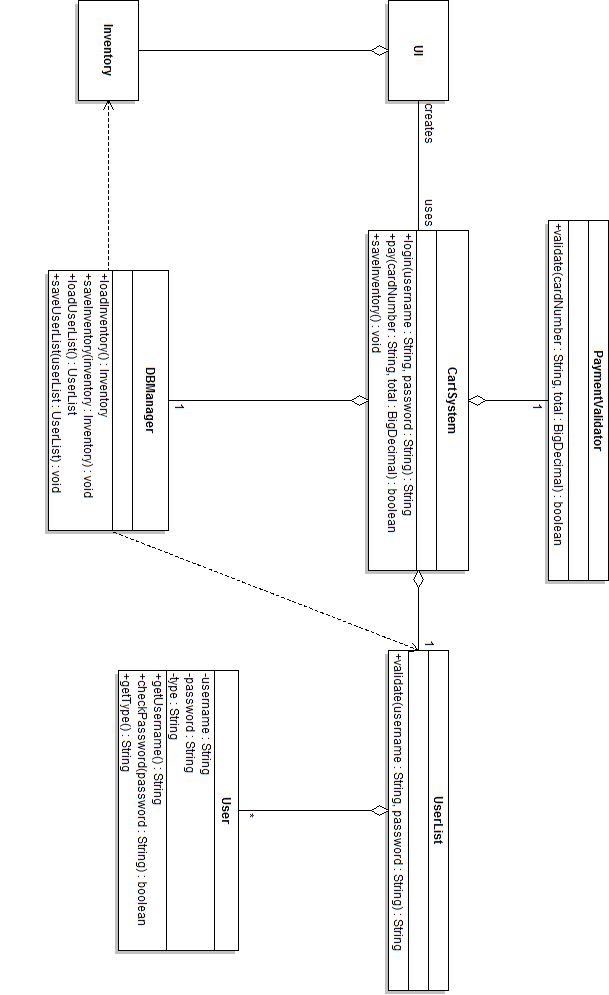 UI
Inventory
creates
uses
PaymentValidator
+validate(cardNumber : String, total : BigDecimal) : boolean
1
CartSystem
+login(username : String, password : String) : String
+pay(cardNumber : String, total : BigDecimal) : boolean
+saveInventory() : void
1
DBManager
+loadInventory() : Inventory
+saveInventory(inventory : Inventory) : void
+loadUserList() : UserList
+saveUserList(userList : UserList) : void
1
UserList
+validate(username : String, password : String) : String
*
User
-username : String
-password : String
-type : String
+getUsername() : String
+checkPassword(password : String) : boolean
+getType() : String